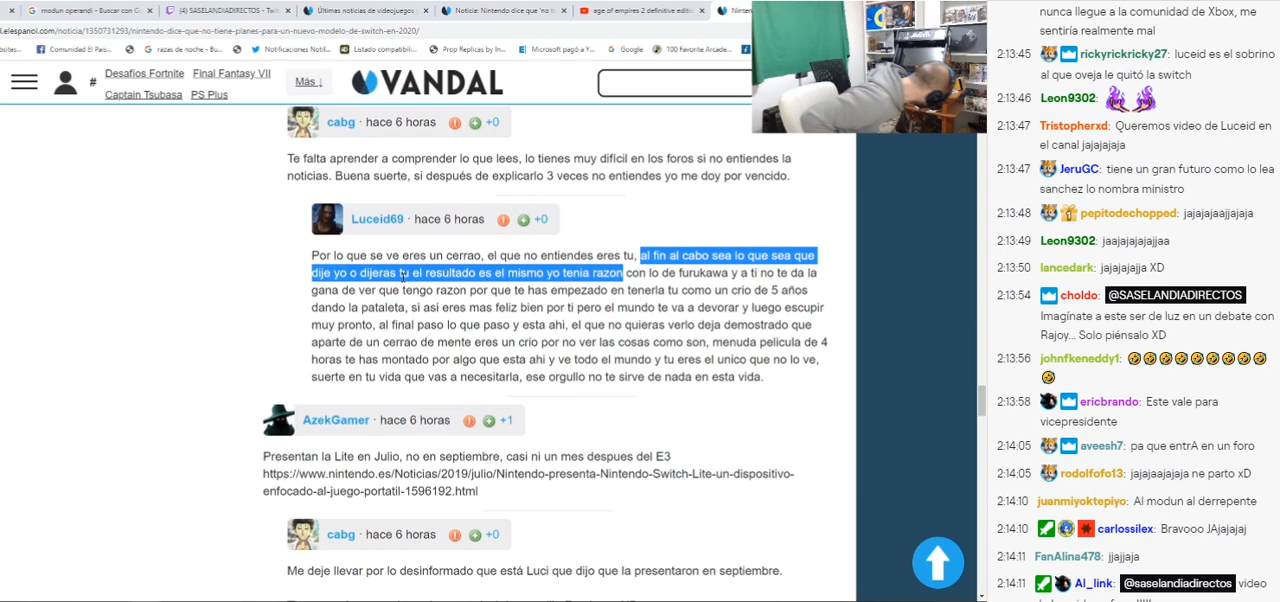 modun operandi - Buscar con G
(4) SASELANDIADIRECTOS - Twit
Últimas noticias de videojuegos
Noticia: Nintendo dice que 'no t
age of empires 2 definitive editi
Ninten
l.elespanol.com/noticia/1350731293/nintendo-dice-que-no-tiene-planes-para-un-nuevo-modelo-de-switch-en-2020/
Comunidad El Pais...
razas de noche - Bu...
Twitter
Notificaciones Notif...
Listado compatibili...
Prop Replicas by In...
Microsoft pagó a Y...
Google
100 Favorite Arcade...
#
Desafíos Fortnite
Final Fantasy VII
Captain Tsubasa
PS Plus
Más ↓
VANDAL
cabg · hace 6 horas +0
Te falta aprender a comprender lo que lees, lo tienes muy difícil en los foros si no entiendes la
noticias. Buena suerte, si después de explicarlo 3 veces no entiendes yo me doy por vencido.
Luceid69 · hace 6 horas +0
Por lo que se ve eres un cerrao, el que no entiendes eres tu, al fin al cabo sea lo que sea que
dije yo o dijeras tu el resultado es el mismo yo tenia razon con lo de furukawa y a ti no te da la
gana de ver que tengo razon por que te has empezado en tenerla tu como un crio de 5 años
dando la pataleta, si asi eres mas feliz bien por ti pero el mundo te va a devorar y luego escupir
muy pronto, al final paso lo que paso y esta ahi, el que no quieras verlo deja demostrado que
aparte de un cerrao de mente eres un crio por no ver las cosas como son, menuda pelicula de 4
horas te has montado por algo que esta ahi y ve todo el mundo y tu eres el unico que no lo ve,
suerte en tu vida que vas a necesitarla, ese orgullo no te sirve de nada en esta vida.
AzekGamer · hace 6 horas +1
Presentan la Lite en Julio, no en septiembre, casi ni un mes despues del E3
https://www.nintendo.es/Noticias/2019/julio/Nintendo-presenta-Nintendo-Switch-Lite-un-dispositivo-
enfocado-al-juego-portatil-1596192.html
cabg · hace 6 horas +0
Me deje llevar por lo desinformado que está Luci que dijo que la presentaron en septiembre.
nunca llegue a la comunidad de Xbox, me
sentiría realmente mal
2:13:45 rickyrickricky27: luceid es el sobrino
al que oveja le quitó la switch
2:13:46 Leon9302:
2:13:47 Tristopherxd: Queremos video de Luceid en
el canal jajajaja
2:13:47 JeruGC: tiene un gran futuro como lo lea
sanchez lo nombra ministro
2:13:48 pepitodechopped: jajajajaajjajaja
2:13:49 Leon9302: jaajajajajajjaa
2:13:50 lancedark: jajajajja XD
2:13:54 choldo: @SASELANDIADIRECTOS
Imagínate a este ser de luz en un debate con
Rajoy... Solo piénsalo XD
2:13:56 johnfkeneddy1:
2:13:58 ericbrando: Este vale para
vicepresidente
2:14:05 aveesh7: pa que entrA en un foro
2:14:05 rodolfofo13: jajajaajajaja ne parto xD
2:14:10 juanmiyoktepiyo: Al modun al derrepente
2:14:10 carlossilex: Bravooo JAjajajaj
2:14:11 FanAlina478: jjajjaja
2:14:11 Al_link: @saselandiadirectos video